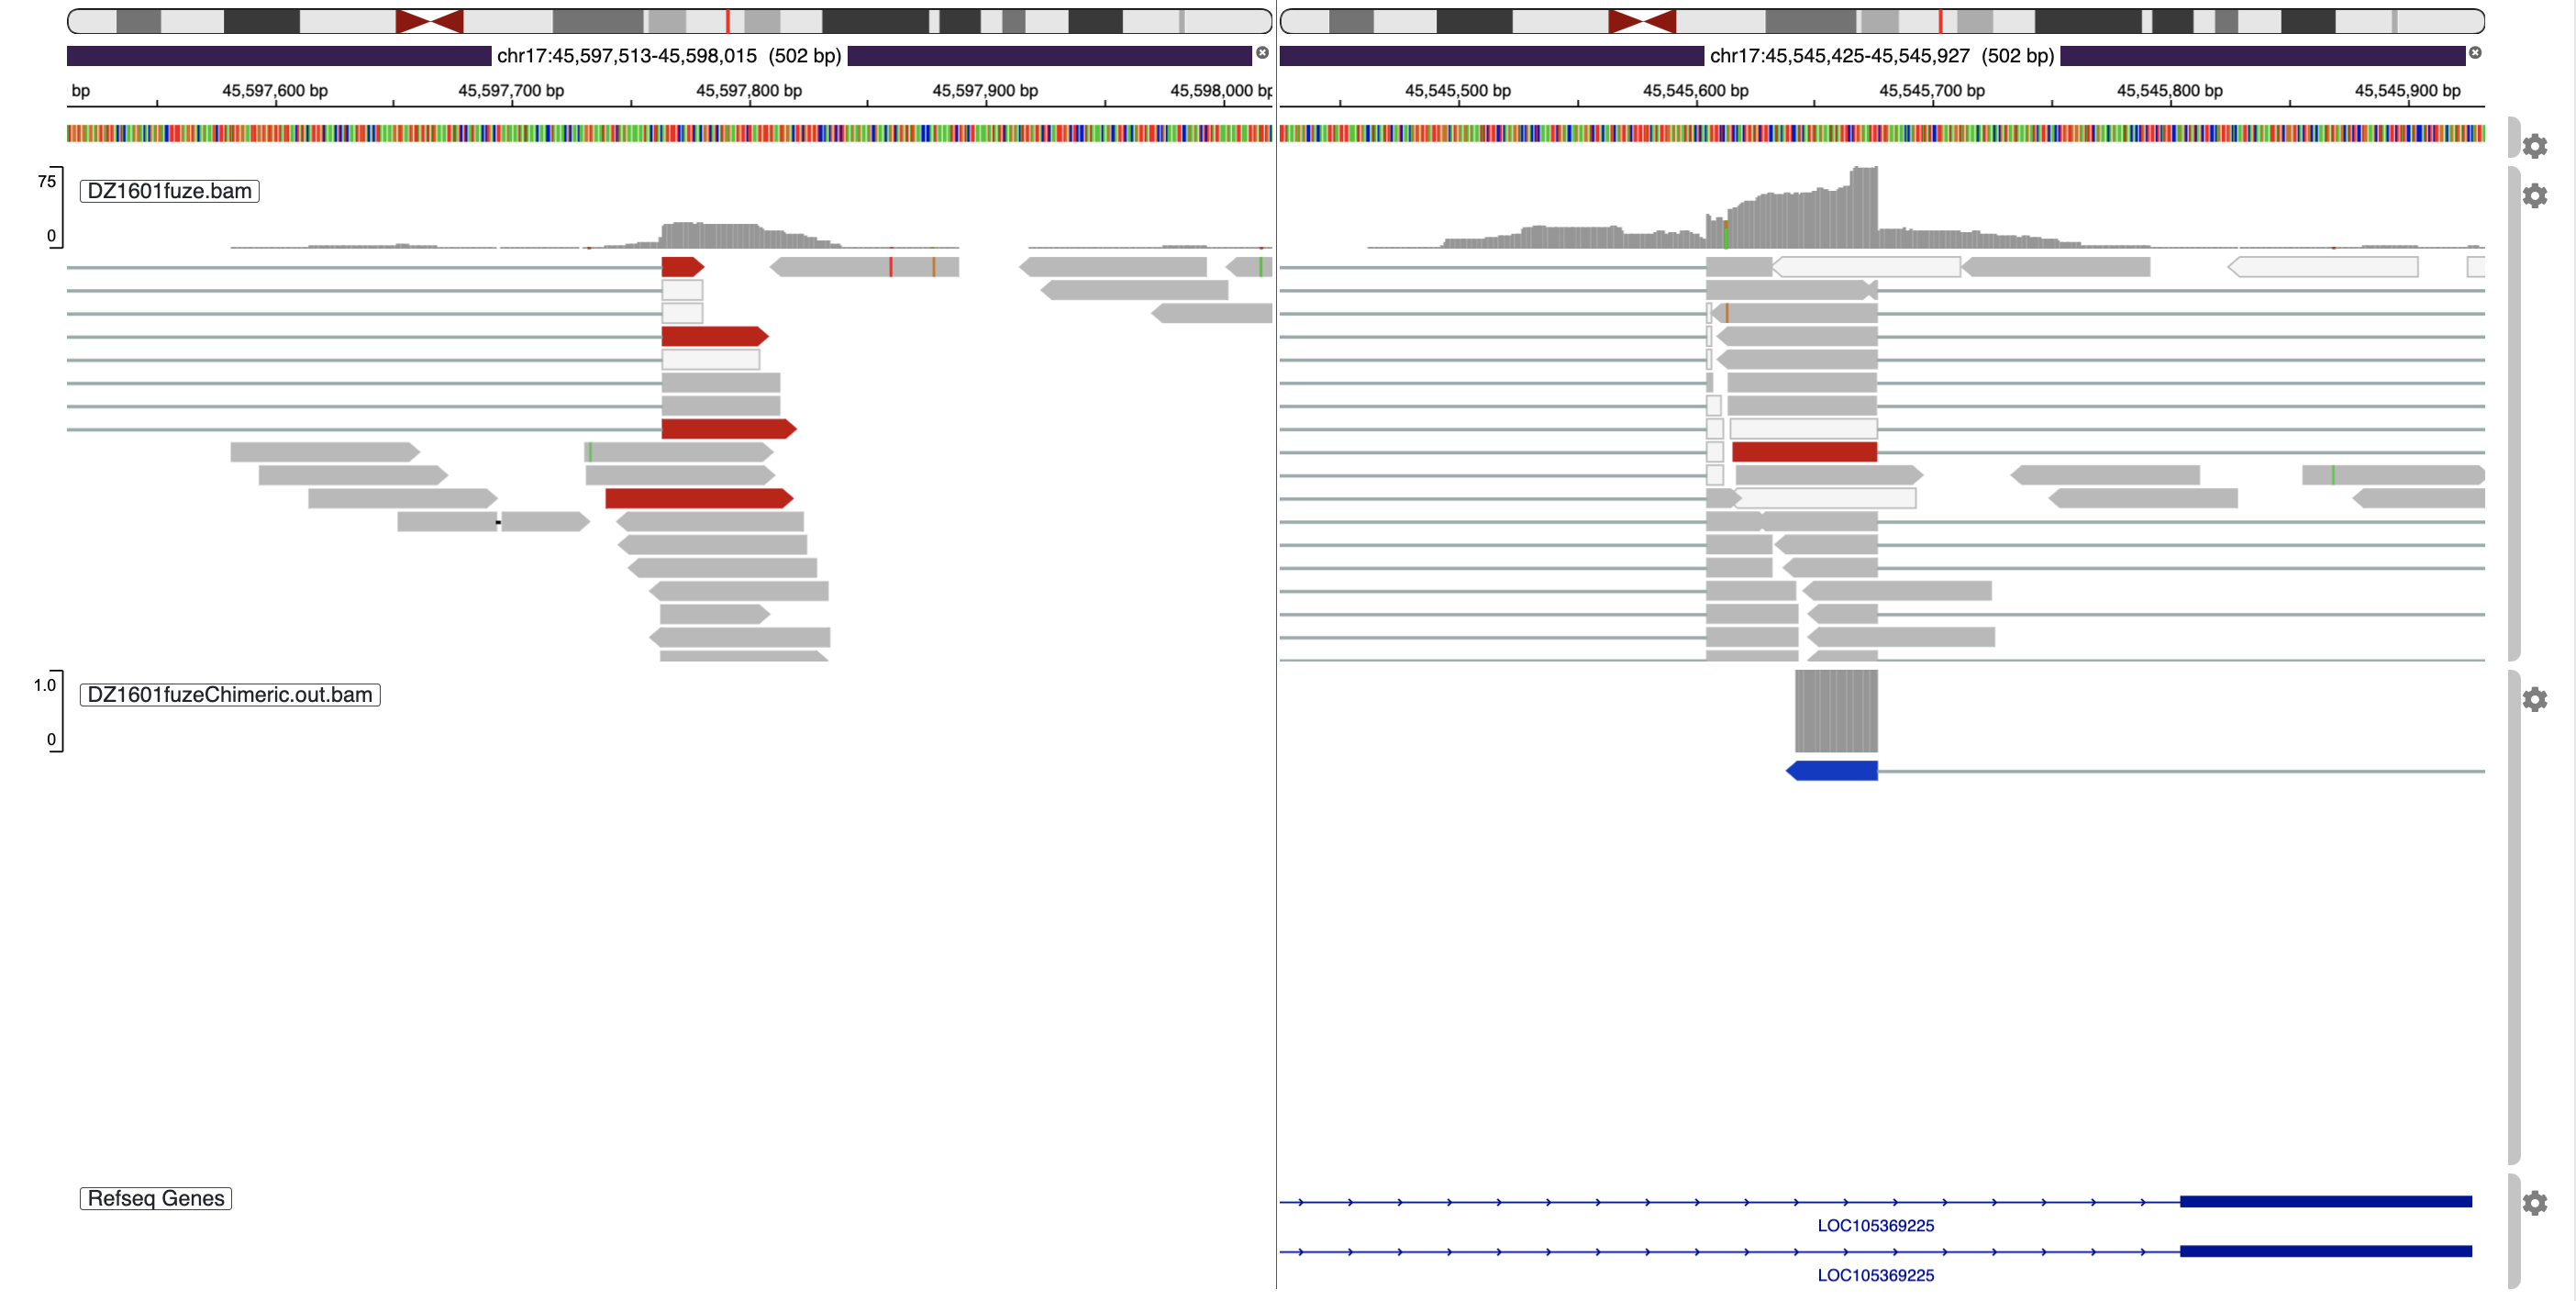 chr17:45,597,513-45,598,015 (502 bp)
chr17:45,545,425-45,545,927 (502 bp)
bp
45,597,600 bp
45,597,700 bp
45,597,800 bp
45,597,900 bp
45,598,000 bp
45,545,500 bp
45,545,600 bp
45,545,700 bp
45,545,800 bp
45,545,900 bp
75
DZ1601fuze.bam
0
1.0
DZ1601fuzeChimeric.out.bam
0
Refseq Genes
LOC105369225
LOC105369225